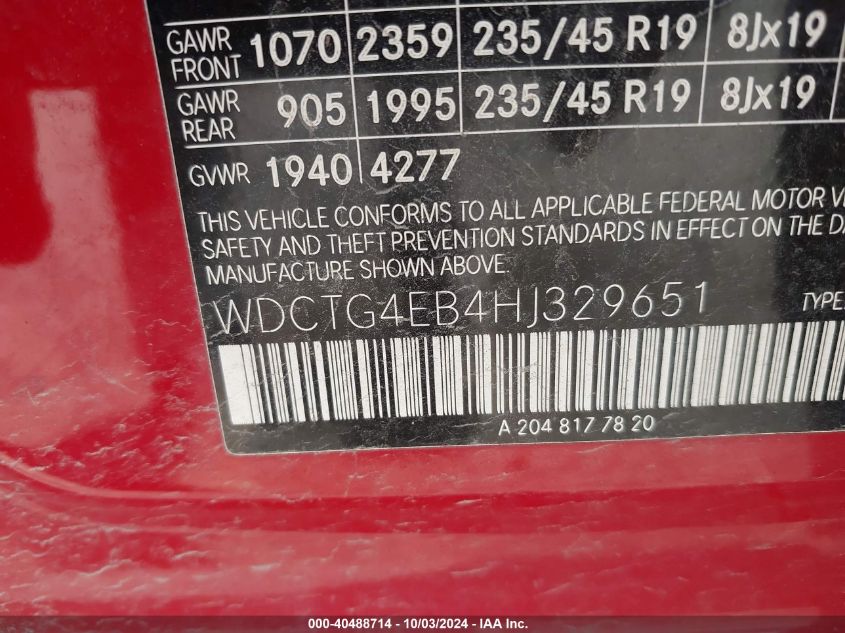 GAWR FRONT 1070 2359 235/45 R19 8Jx19
GAWR REAR 905 1995 235/45 R19 8Jx19
GVWR 1940 4277
THIS VEHICLE CONFORMS TO ALL APPLICABLE FEDERAL MOTOR VE
SAFETY AND THEFT PREVENTION STANDARDS IN EFFECT ON THE DA
MANUFACTURE SHOWN ABOVE.
WDCTG4EB4HJ329651 TYPE:
A 204 817 78 20
000-40488714 - 10/03/2024 - IAA Inc.